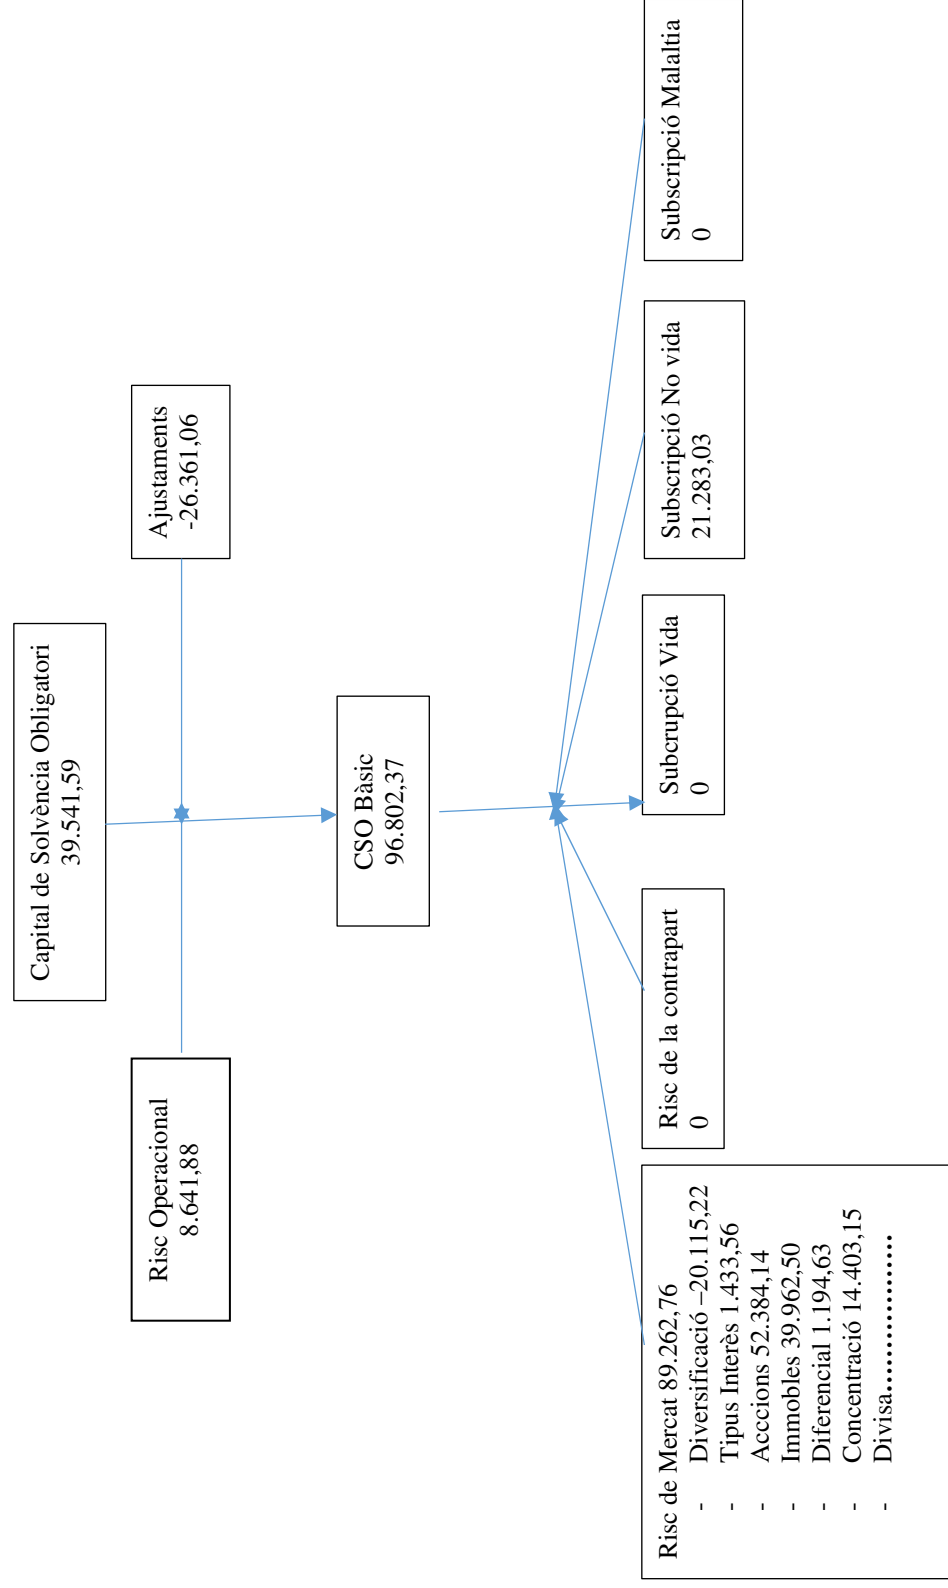 Capital de Solvència Obligatori
39.541,59
Risc Operacional
8.641,88
Ajustaments
-26.361,06
CSO Bàsic
96.802,37
Risc de Mercat 89.262,76
- Diversificació –20.115,22
- Tipus Interès 1.433,56
- Acccions 52.384,14
- Immobles 39.962,50
- Diferencial 1.194,63
- Concentració 14.403,15
- Divisa………………
Risc de la contrapart
0
Subcrupció Vida
0
Subscripció No vida
21.283,03
Subscripció Malaltia
0